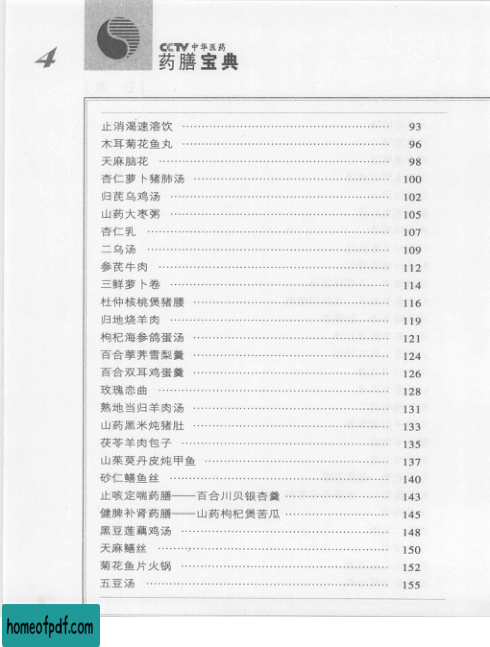 4
CCTV 中华医药
药膳宝典
止消渴速溶饮 …… 93
木耳菊花鱼丸 …… 96
天麻脑花 …… 98
杏仁萝卜猪肺汤 …… 100
归芪乌鸡汤 …… 102
山药大枣粥 …… 105
杏仁乳 …… 107
二乌汤 …… 109
参芪牛肉 …… 112
三鲜萝卜卷 …… 114
杜仲核桃煲猪腰 …… 116
归地烧羊肉 …… 119
枸杞海参鸽蛋汤 …… 121
百合荸荠雪梨羹 …… 124
百合双耳鸡蛋羹 …… 126
玫瑰恋曲 …… 128
熟地当归羊肉汤 …… 131
山药黑米炖猪肚 …… 133
茯苓羊肉包子 …… 135
山茱萸丹皮炖甲鱼 …… 137
砂仁鳝鱼丝 …… 140
止咳定喘药膳——百合川贝银杏羹 …… 143
健脾补肾药膳——山药枸杞煲苦瓜 …… 145
黑豆莲藕鸡汤 …… 148
天麻鳝丝 …… 150
菊花鱼片火锅 …… 152
五豆汤 …… 155
homeofpdf.com